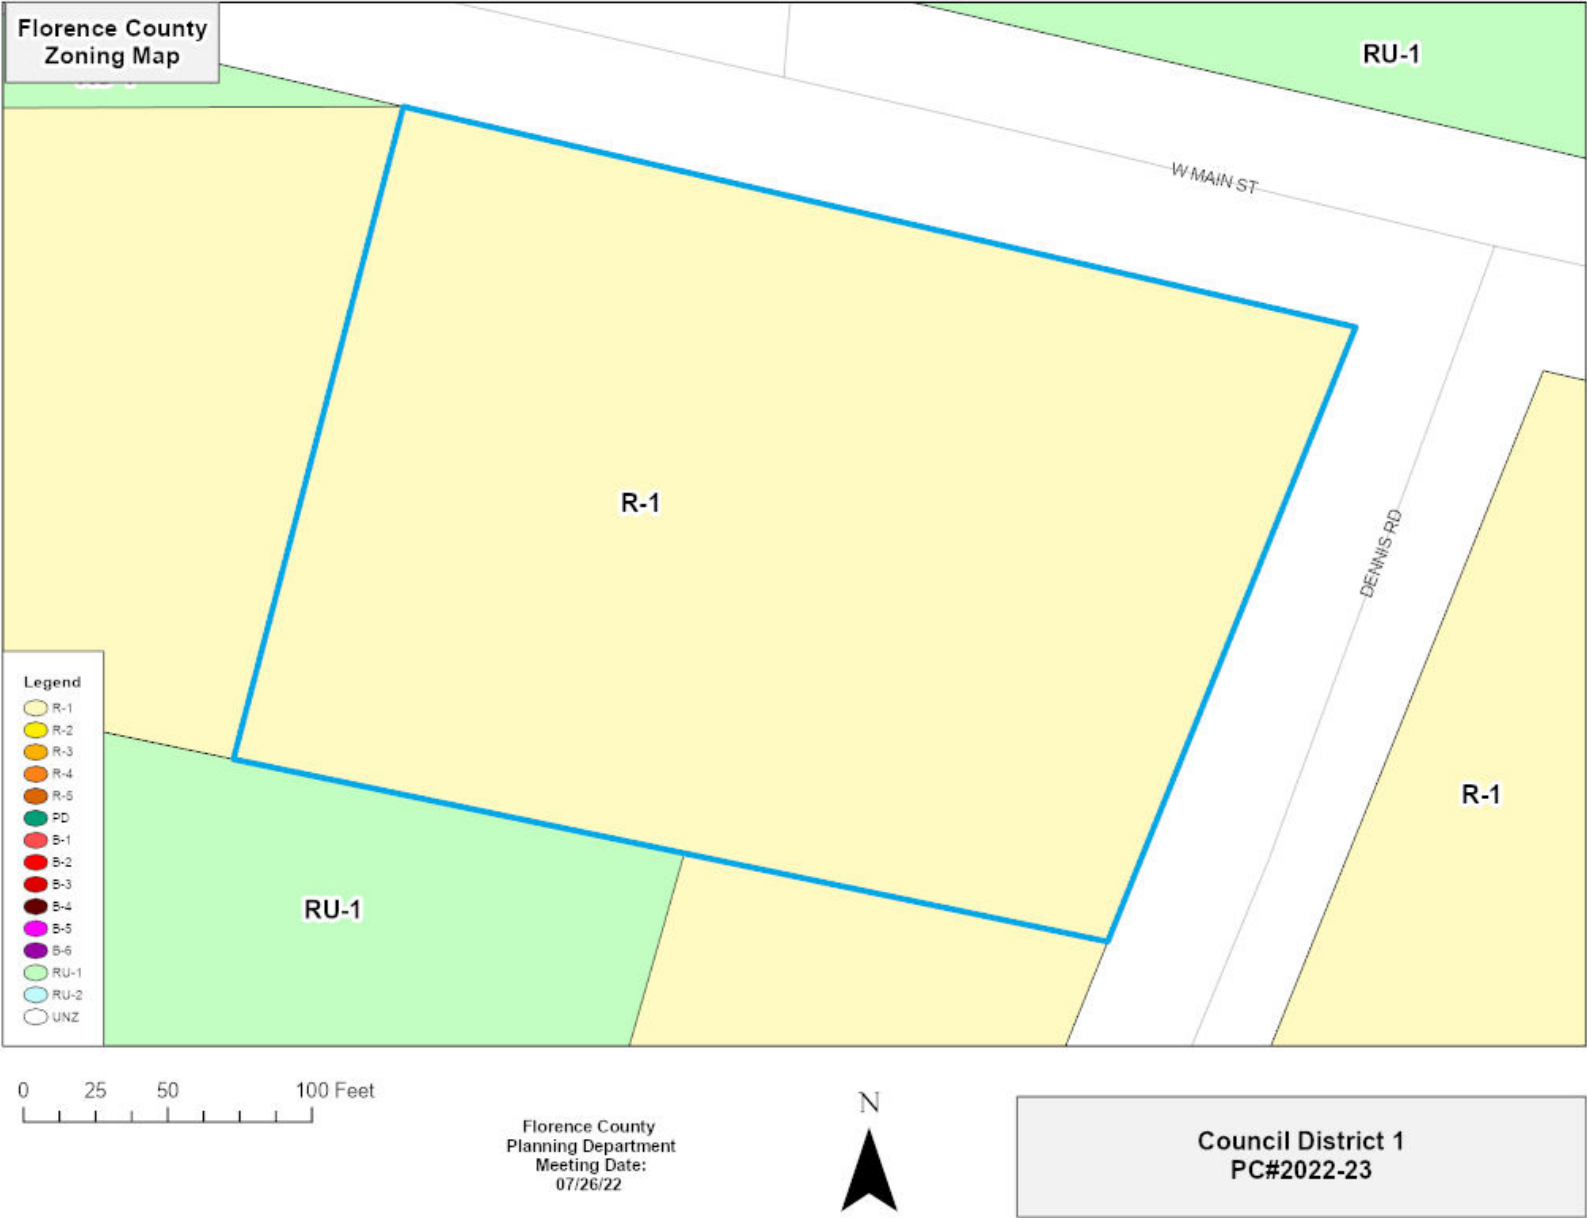 Florence County
Zoning Map
RU-1
W MAIN ST
R-1
DENNIS RD
R-1
RU-1
Legend
R-1
R-2
R-3
R-4
R-5
PD
B-1
B-2
B-3
B-4
B-5
B-6
RU-1
RU-2
UNZ
0 25 50 100 Feet
Florence County
Planning Department
Meeting Date:
07/26/22
N
Council District 1
PC#2022-23